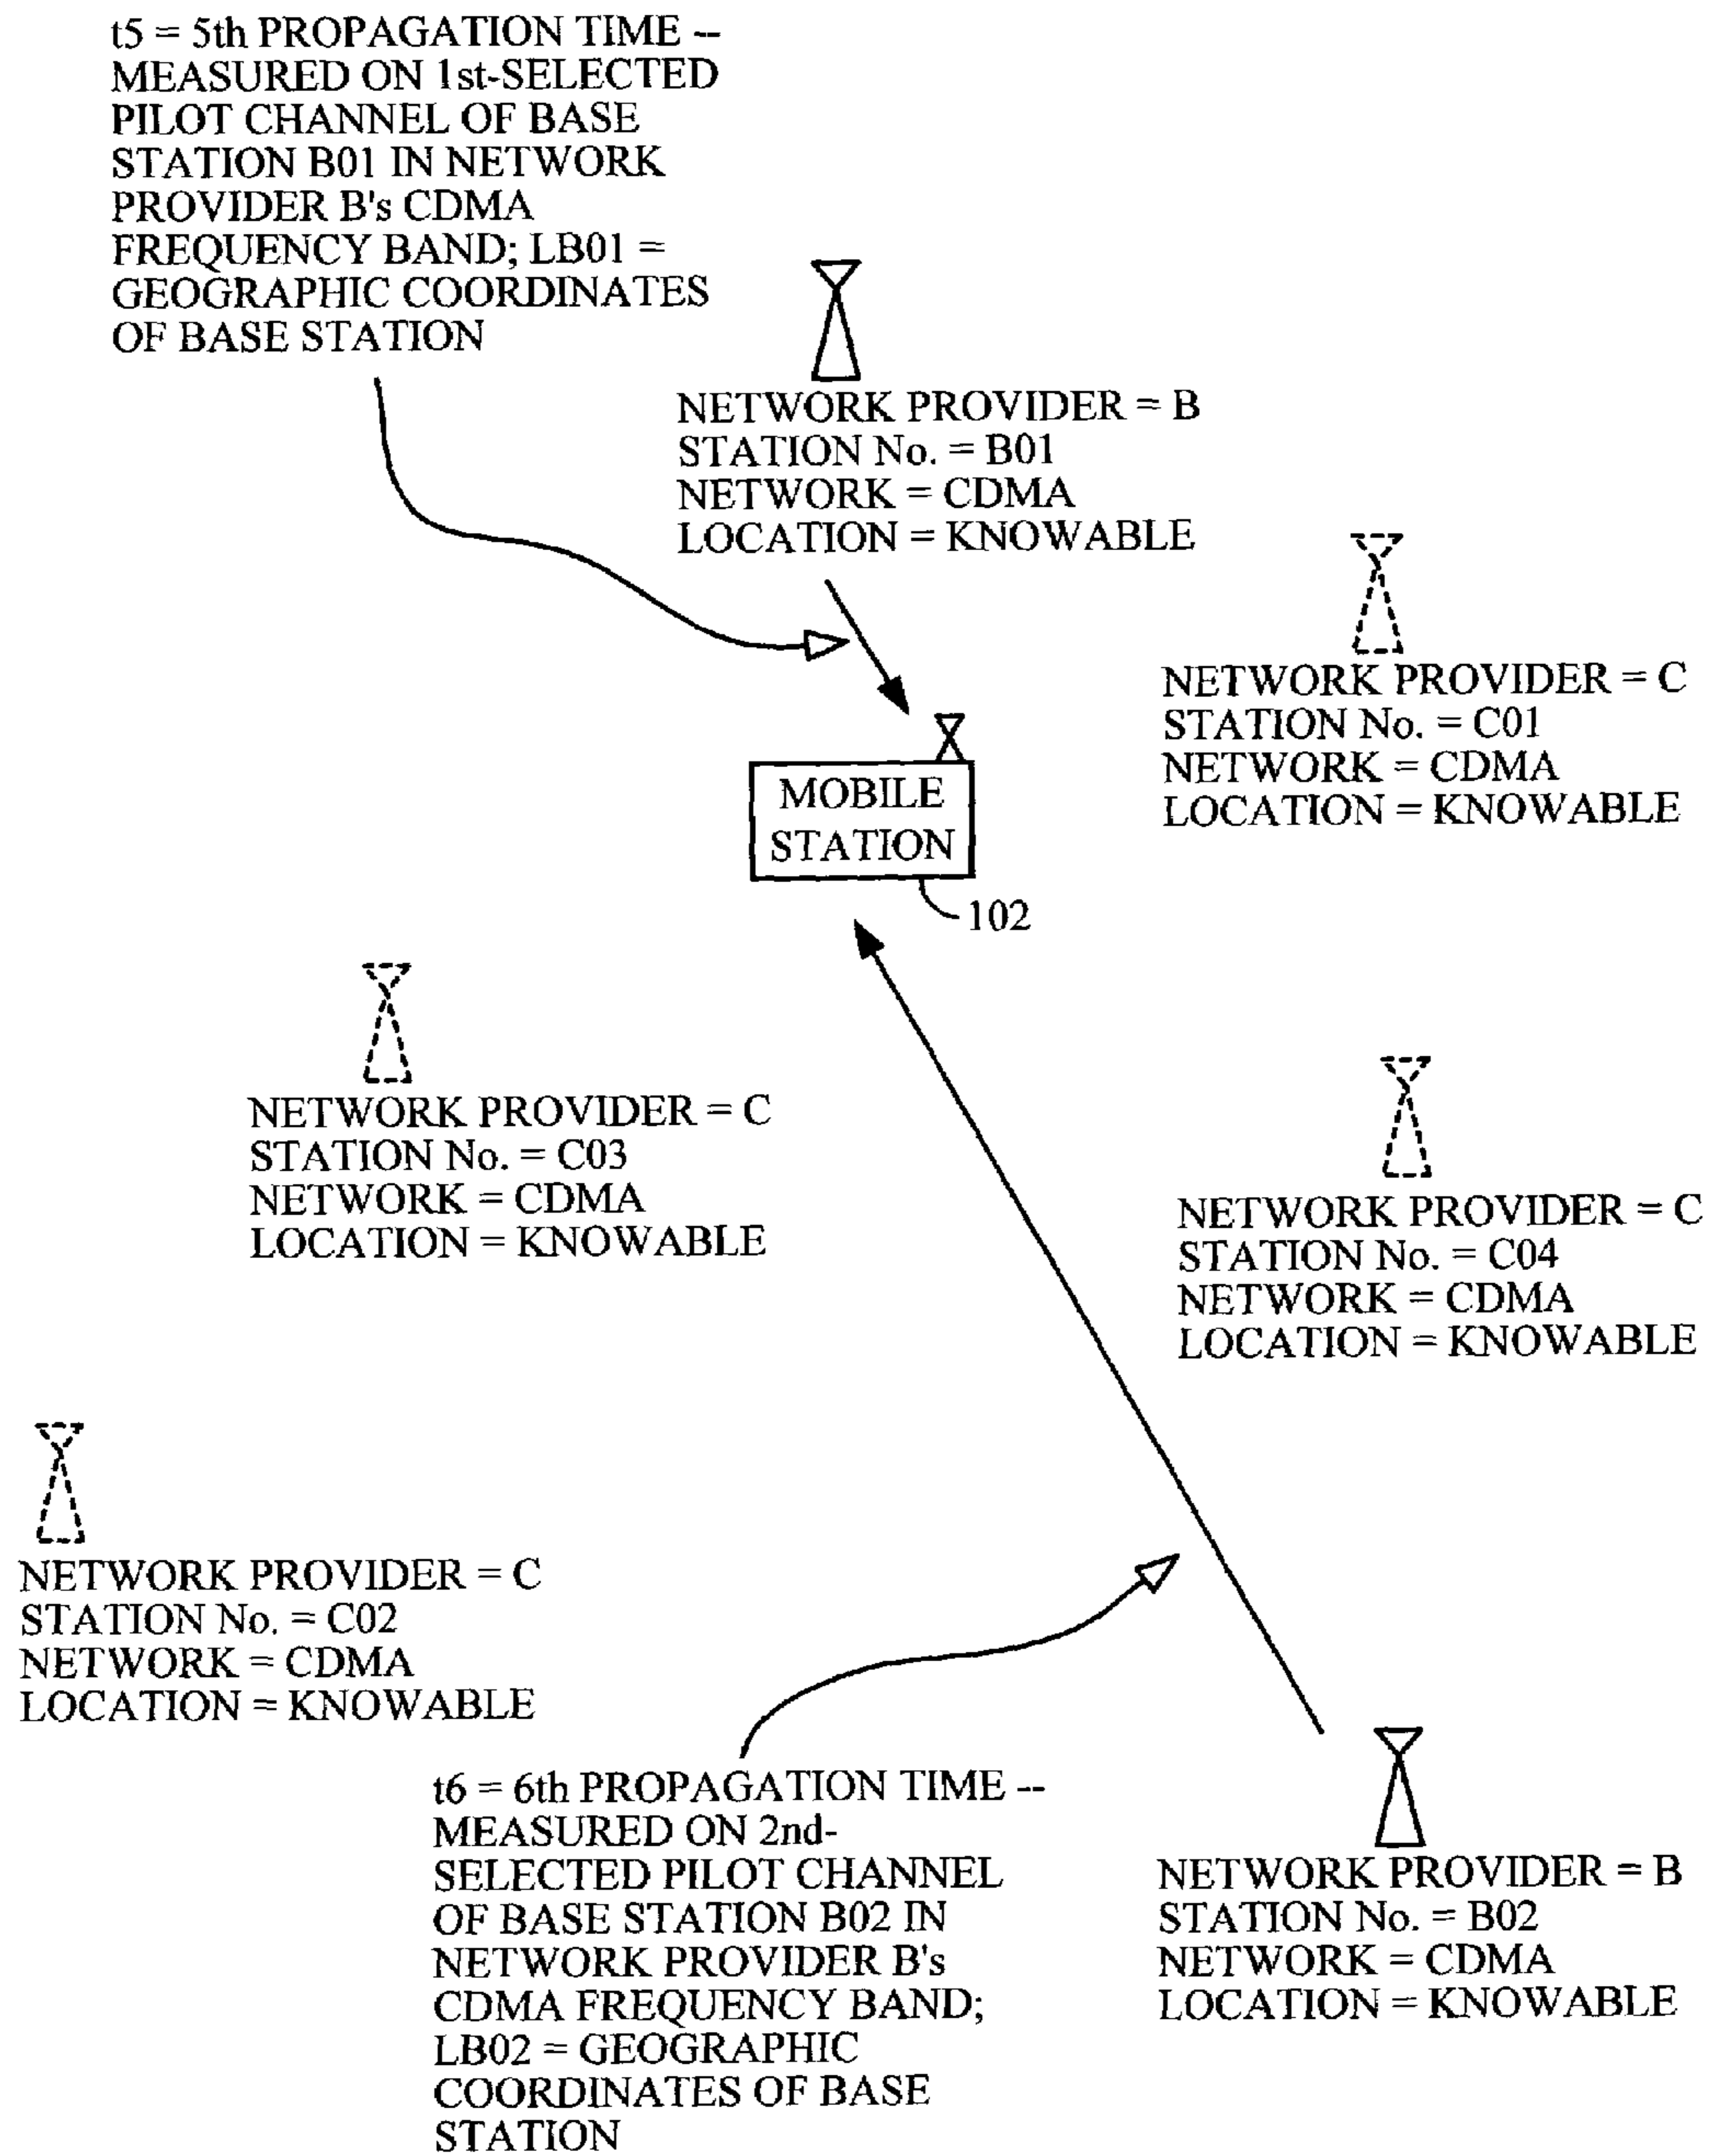 t5 = 5th PROPAGATION TIME --
MEASURED ON 1st-SELECTED
PILOT CHANNEL OF BASE
STATION B01 IN NETWORK
PROVIDER B's CDMA
FREQUENCY BAND; LB01 =
GEOGRAPHIC COORDINATES
OF BASE STATION
NETWORK PROVIDER = B
STATION No. = B01
NETWORK = CDMA
LOCATION = KNOWABLE
NETWORK PROVIDER = C
STATION No. = C01
NETWORK = CDMA
LOCATION = KNOWABLE
MOBILE
STATION
102
NETWORK PROVIDER = C
STATION No. = C03
NETWORK = CDMA
LOCATION = KNOWABLE
NETWORK PROVIDER = C
STATION No. = C04
NETWORK = CDMA
LOCATION = KNOWABLE
NETWORK PROVIDER = C
STATION No. = C02
NETWORK = CDMA
LOCATION = KNOWABLE
t6 = 6th PROPAGATION TIME --
MEASURED ON 2nd-
SELECTED PILOT CHANNEL
OF BASE STATION B02 IN
NETWORK PROVIDER B's
CDMA FREQUENCY BAND;
LB02 = GEOGRAPHIC
COORDINATES OF BASE
STATION
NETWORK PROVIDER = B
STATION No. = B02
NETWORK = CDMA
LOCATION = KNOWABLE